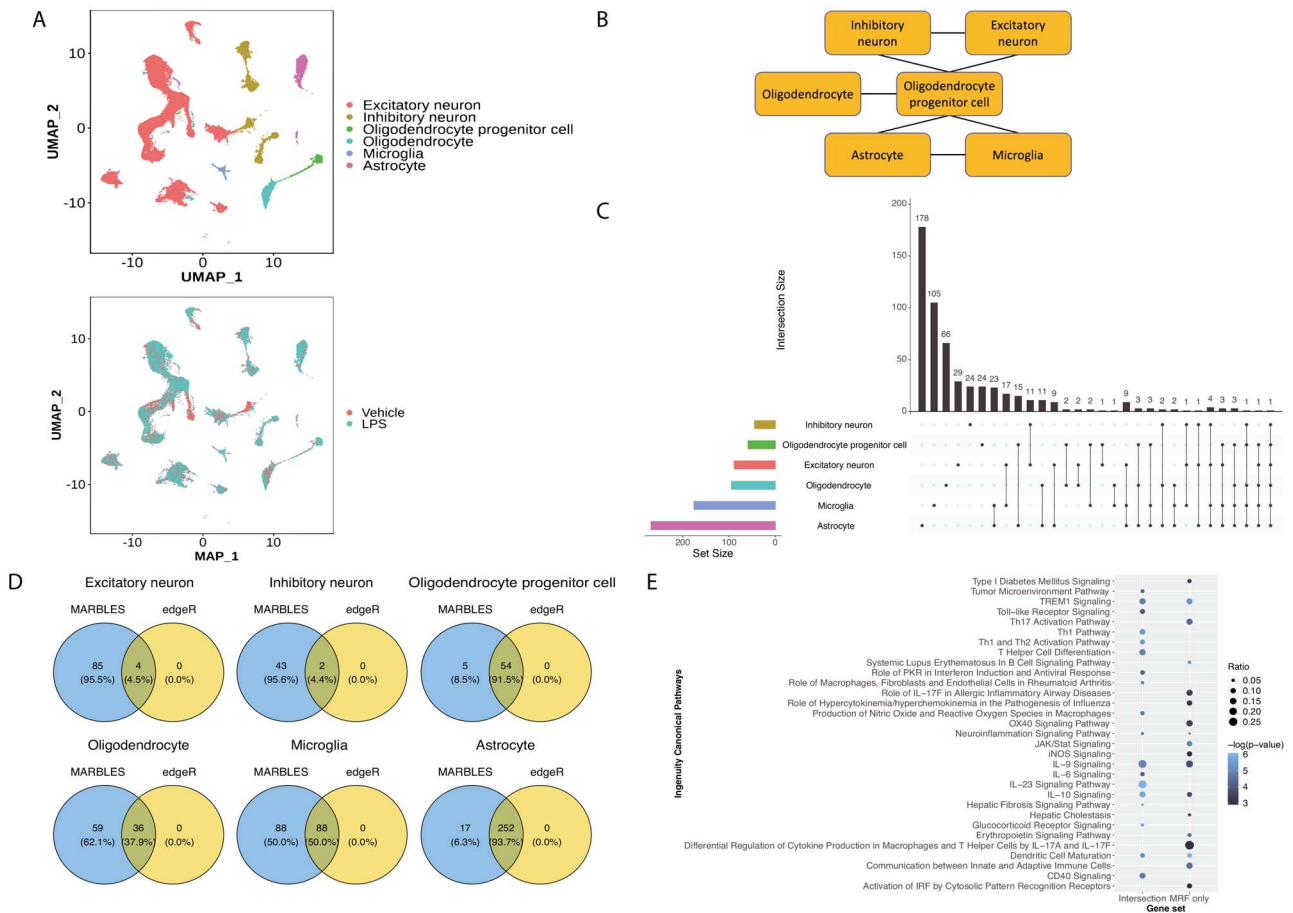 A
10
0
-10
UMAP_2
-10
0
10
UMAP_1
Excitatory neuron
Inhibitory neuron
Oligodendrocyte progenitor cell
Oligodendrocyte
Microglia
Astrocyte
10
0
-10
UMAP_2
-10
0
10
MAP_1
Vehicle
LPS
B
Inhibitory
neuron
Excitatory
neuron
Oligodendrocyte
Oligodendrocyte
progenitor cell
Astrocyte
Microglia
C
Intersection Size
200
150
100
50
0
178
105
66
29
24
24
23
17
15
11
11
9
2
2
2
1
1
9
3
3
2
2
1
1
4
3
3
1
1
1
Inhibitory neuron
Oligodendrocyte progenitor cell
Excitatory neuron
Oligodendrocyte
Microglia
Astrocyte
200
100
0
Set Size
D
Excitatory neuron
MARBLES
edgeR
85
(95.5%)
4
(4.5%)
0
(0.0%)
Inhibitory neuron
MARBLES
edgeR
43
(95.6%)
2
(4.4%)
0
(0.0%)
Oligodendrocyte progenitor cell
MARBLES
edgeR
5
(8.5%)
54
(91.5%)
0
(0.0%)
Oligodendrocyte
MARBLES
edgeR
59
(62.1%)
36
(37.9%)
0
(0.0%)
Microglia
MARBLES
edgeR
88
(50.0%)
88
(50.0%)
0
(0.0%)
Astrocyte
MARBLES
edgeR
17
(6.3%)
252
(93.7%)
0
(0.0%)
E
Ingenuity Canonical Pathways
Type I Diabetes Mellitus Signaling
Tumor Microenvironment Pathway
TREM1 Signaling
Toll-like Receptor Signaling
Th17 Activation Pathway
Th1 Pathway
Th1 and Th2 Activation Pathway
T Helper Cell Differentiation
Systemic Lupus Erythematosus In B Cell Signaling Pathway
Role of PKR in Interferon Induction and Antiviral Response
Role of Macrophages, Fibroblasts and Endothelial Cells in Rheumatoid Arthritis
Role of IL-17F in Allergic Inflammatory Airway Diseases
Role of Hypercytokinemia/hyperchemokinemia in the Pathogenesis of Influenza
Production of Nitric Oxide and Reactive Oxygen Species in Macrophages
OX40 Signaling Pathway
Neuroinflammation Signaling Pathway
JAK/Stat Signaling
iNOS Signaling
IL-9 Signaling
IL-6 Signaling
IL-23 Signaling Pathway
IL-10 Signaling
Hepatic Fibrosis Signaling Pathway
Hepatic Cholestasis
Glucocorticoid Receptor Signaling
Erythropoietin Signaling Pathway
Differential Regulation of Cytokine Production in Macrophages and T Helper Cells by IL-17A and IL-17F
Dendritic Cell Maturation
Communication between Innate and Adaptive Immune Cells
CD40 Signaling
Activation of IRF by Cytosolic Pattern Recognition Receptors
Intersection MRF only
Gene set
Ratio
0.05
0.10
0.15
0.20
0.25
-log(p-value)
6
5
4
3